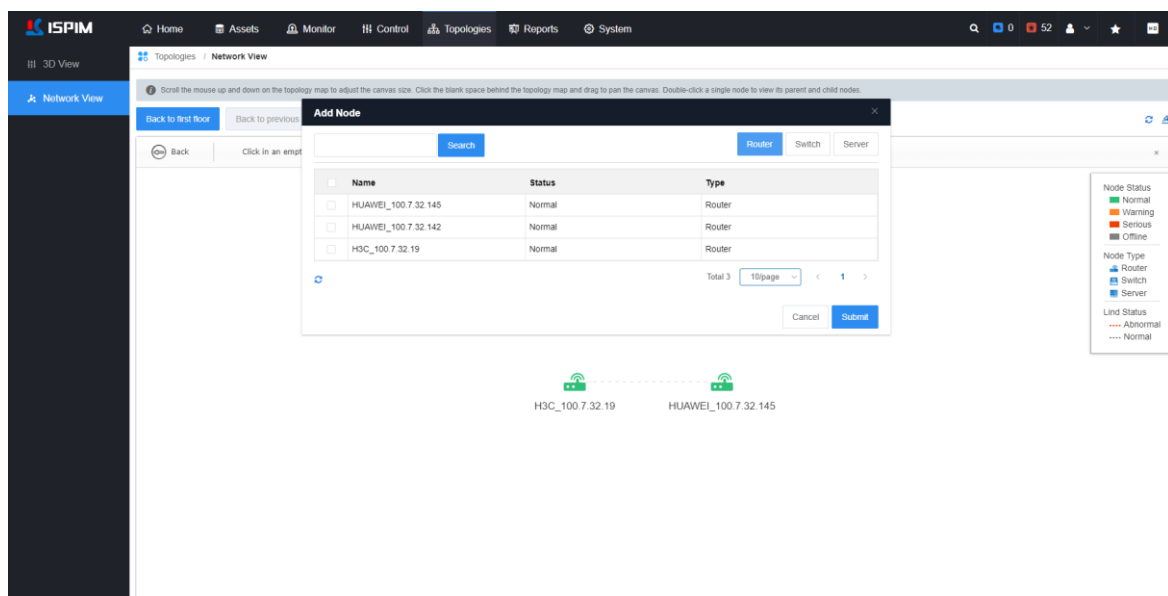 ISPIM
Home Assets Monitor Control Topologies Reports System 0 52
3D View
Network View
Topologies / Network View
Scroll the mouse up and down on the topology map to adjust the canvas size. Click the blank space behind the topology map and drag to pan the canvas. Double-click a single node to view its parent and child nodes.
Back to first floor Back to previous
Back Click in an empt
Add Node
Search Router Switch Server
Name Status Type
HUAWEI_100.7.32.145 Normal Router
HUAWEI_100.7.32.142 Normal Router
H3C_100.7.32.19 Normal Router
Total 3 10/page 1
Cancel Submit
Node Status
Normal
Warning
Serious
Offline
Node Type
Router
Switch
Server
Lind Status
Abnormal
Normal
H3C_100.7.32.19 HUAWEI_100.7.32.145